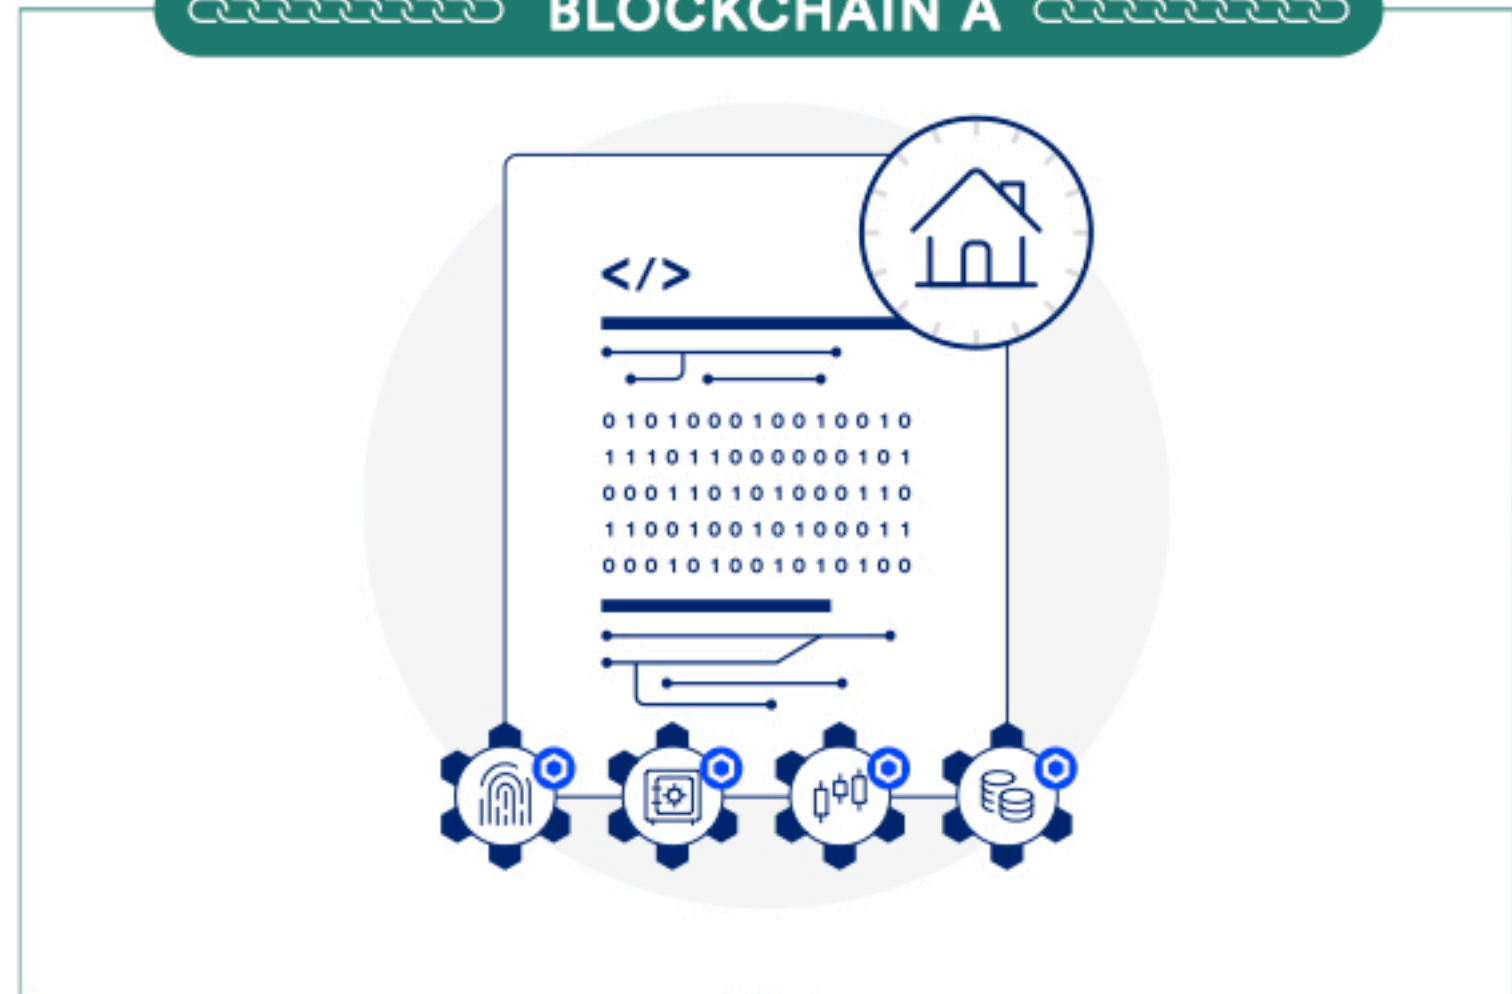 BLOCKCHAIN A
</>
0 1 0 1 0 0 0 1 0 0 1 0 0 1 0
1 1 1 0 1 1 0 0 0 0 0 0 1 0 1
0 0 0 1 1 0 1 0 1 0 0 0 1 1 0
1 1 0 0 1 0 0 1 0 1 0 0 0 1 1
0 0 0 1 0 1 0 0 1 0 1 0 1 0 0